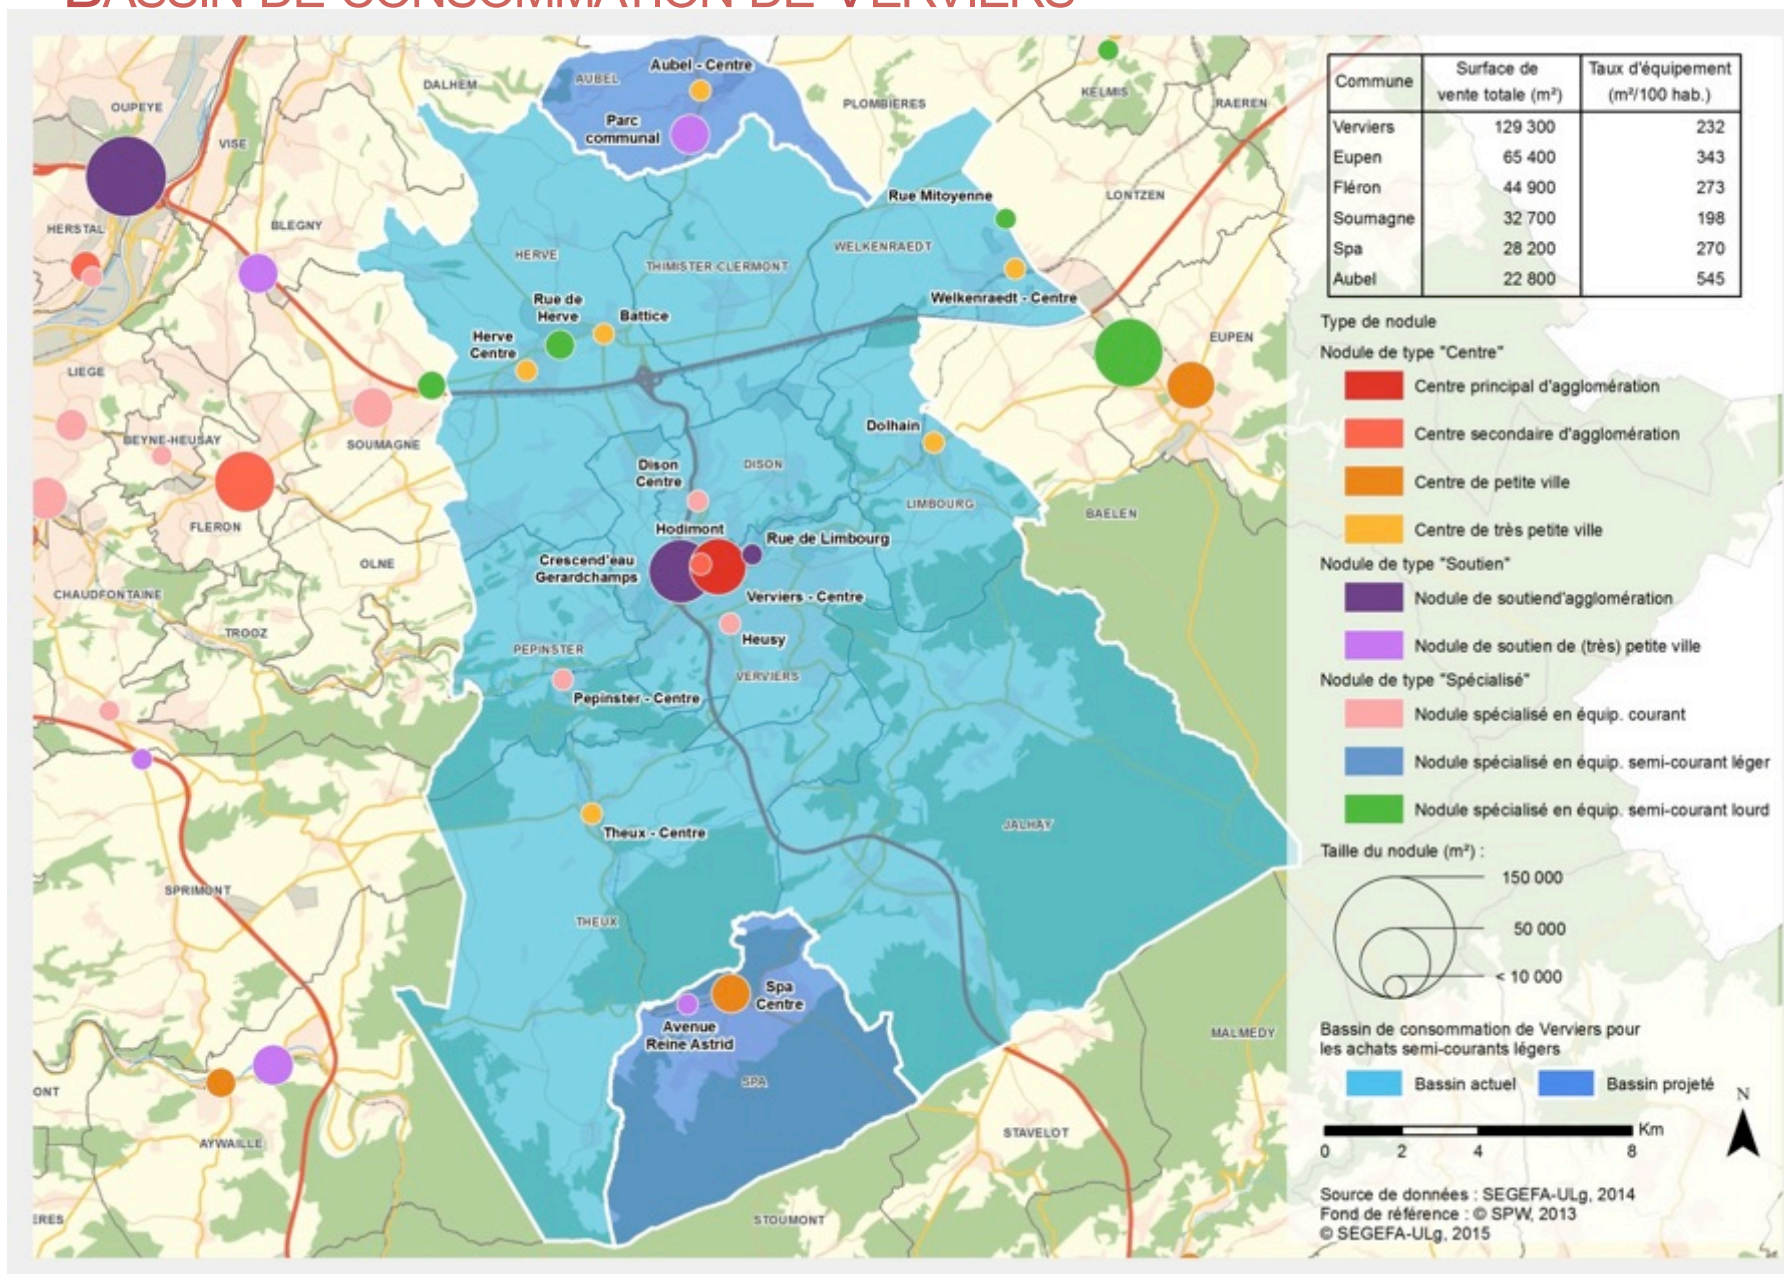 BASSIN DE CONSOMMATION DE VERVIERS
DALHEM
AUBEL
Aubel - Centre
Parc
communal
PLOMBIERES
KELMIS
RAEREN
OUPEYE
VISE
HERSTAL
BLEGNY
HERVE
THIMISTER CLERMONT
WELKENRAEDT
Rue Mitoyenne
LONTZEN
Welkenraedt - Centre
Rue de
Herve
Battice
Herve
Centre
EUPEN
LIEGE
BEYNE-HEUSAY
SOUMAGNE
Dolhain
Dison
Centre
DISON
LIMBOURG
BAELEN
FLERON
OLNE
Hodimont
Rue de Limbourg
Crescend'eau
Gerardchamps
Verviers - Centre
CHAUDFONTAINE
TROOZ
Heusy
PEPINSTER
VERVIERS
Pepinster - Centre
Theux - Centre
JALHAY
SPRIMONT
THEUX
Spa
Centre
Avenue
Reine Astrid
SPA
MALMEDY
ONT
AYWAILLE
STAVELOT
ERES
STOUMONT
Commune Surface de vente totale (m²) Taux d'équipement (m²/100 hab.)
Verviers 129 300 232
Eupen 65 400 343
Fléron 44 900 273
Soumagne 32 700 198
Spa 28 200 270
Aubel 22 800 545
Type de nodule
Nodule de type "Centre"
Centre principal d'agglomération
Centre secondaire d'agglomération
Centre de petite ville
Centre de très petite ville
Nodule de type "Soutien"
Nodule de soutiend'agglomération
Nodule de soutien de (très) petite ville
Nodule de type "Spécialisé"
Nodule spécialisé en équip. courant
Nodule spécialisé en équip. semi-courant léger
Nodule spécialisé en équip. semi-courant lourd
Taille du nodule (m²) :
150 000
50 000
< 10 000
Bassin de consommation de Verviers pour
les achats semi-courants légers
Bassin actuel Bassin projeté
N
Km
0 2 4 8
Source de données : SEGEFA-ULg, 2014
Fond de référence : © SPW, 2013
© SEGEFA-ULg, 2015